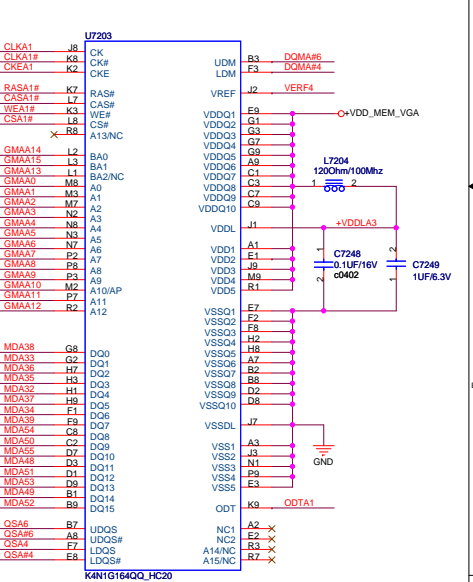 U7203
CLKA1 J8 CK
CLKA1# K8 CK#
CKEA1 K2 CKE
B3 UDM DQMA#6
F3 LDM DQMA#4
RASA1# K7 RAS#
CASA1# L7 CAS#
WEA1# K3 WE#
CSA1# L8 CS#
R8 A13/NC
VREF J2 VERF4
GMAA14 L2 BA0
GMAA15 L3 BA1
GMAA13 L1 BA2/NC
GMAA0 M8 A0
GMAA1 M3 A1
GMAA2 M7 A2
GMAA3 N2 A3
GMAA4 N8 A4
GMAA5 N3 A5
GMAA6 N7 A6
GMAA7 P2 A7
GMAA8 P8 A8
GMAA9 P3 A9
GMAA10 M2 A10/AP
GMAA11 P7 A11
GMAA12 R2 A12
VDDQ1 E9
VDDQ2 G1
VDDQ3 G3
VDDQ4 G7
VDDQ5 G9
VDDQ6 A9
VDDQ7 C1
VDDQ8 C3
VDDQ9 C7
VDDQ10 C9
+VDD_MEM_VGA
L7204
120Ohm/100Mhz
1 2
VDDL J1 +VDDLA3
VDD1 A1
VDD2 E1
VDD3 J9
VDD4 M9
VDD5 R1
1 2
C7248
0.1UF/16V
c0402
2 1
C7249
1UF/6.3V
VSSQ1 E7
VSSQ2 F2
VSSQ3 F8
VSSQ4 H2
VSSQ5 H8
VSSQ6 A7
VSSQ7 B2
VSSQ8 B8
VSSQ9 D2
VSSQ10 D8
VSSDL J7
GND
VSS1 A3
VSS2 J3
VSS3 N1
VSS4 P9
VSS5 E3
ODT K9 ODTA1
NC1 A2
NC2 E2
A14/NC R3
A15/NC R7
MDA38 G8 DQ0
MDA33 G2 DQ1
MDA36 H7 DQ2
MDA35 H3 DQ3
MDA32 H1 DQ4
MDA37 H9 DQ5
MDA34 F1 DQ6
MDA39 F9 DQ7
MDA54 C8 DQ8
MDA50 C2 DQ9
MDA55 D7 DQ10
MDA48 D3 DQ11
MDA51 D1 DQ12
MDA53 D9 DQ13
MDA49 B1 DQ14
MDA52 B9 DQ15
QSA6 B7 UDQS
QSA#6 A8 UDQS#
QSA4 F7 LDQS
QSA#4 E8 LDQS#
K4N1G164QQ_HC20